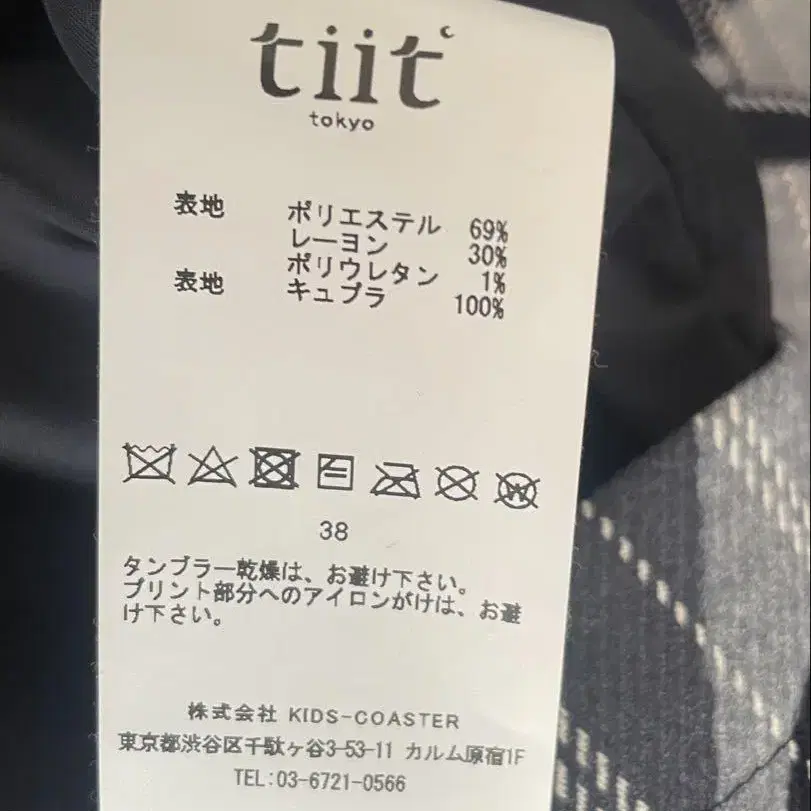 tiit
tokyo
表地 ポリエステル 69%
レーヨン 30%
ポリウレタン 1%
表地 キュプラ 100%
W
38
タンブラー乾燥は、お避け下さい。
プリント部分へのアイロンがけは、お避
け下さい。
株式会社 KIDS-COASTER
東京都渋谷区千駄ヶ谷3-53-11 カルム原宿1F
TEL:03-6721-0566